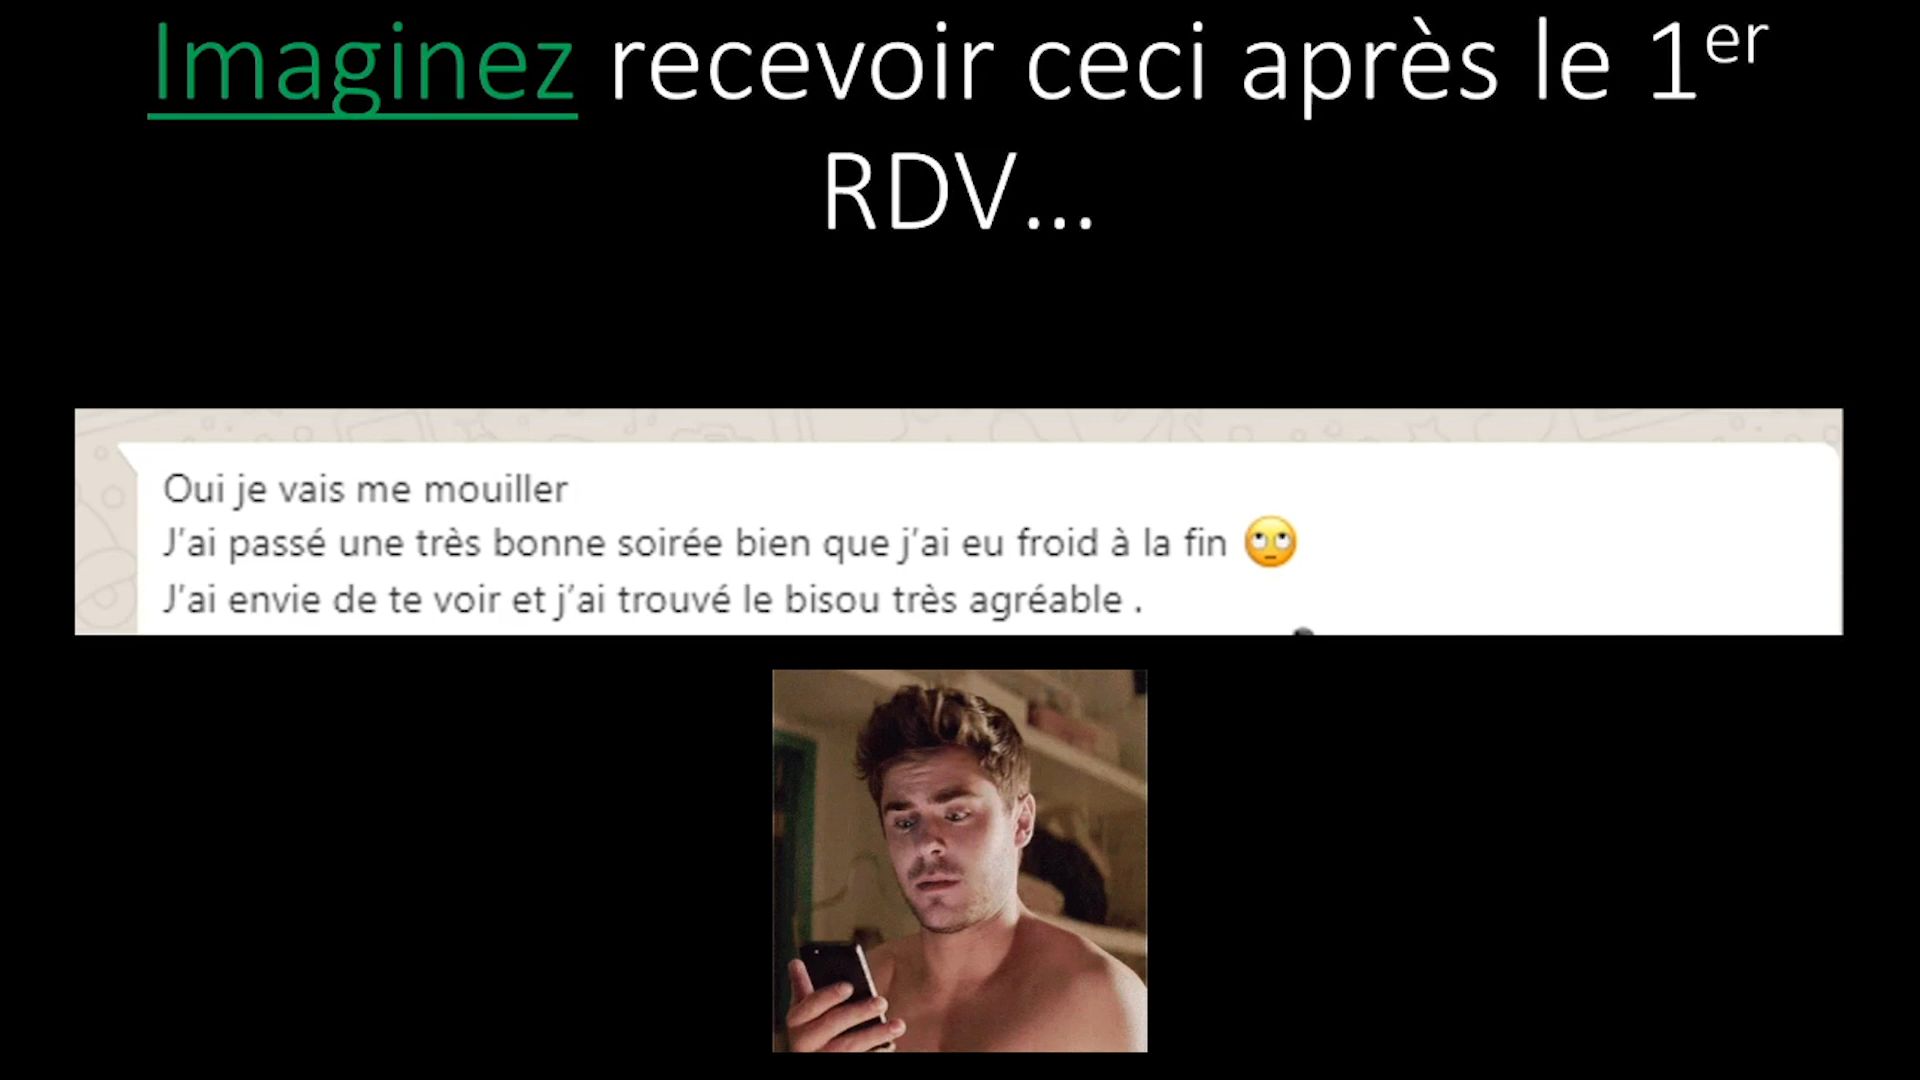 Imaginez recevoir ceci après le 1er
RDV...
Oui je vais me mouiller
J'ai passé une très bonne soirée bien que j'ai eu froid à la fin 🙄
J'ai envie de te voir et j'ai trouvé le bisou très agréable .